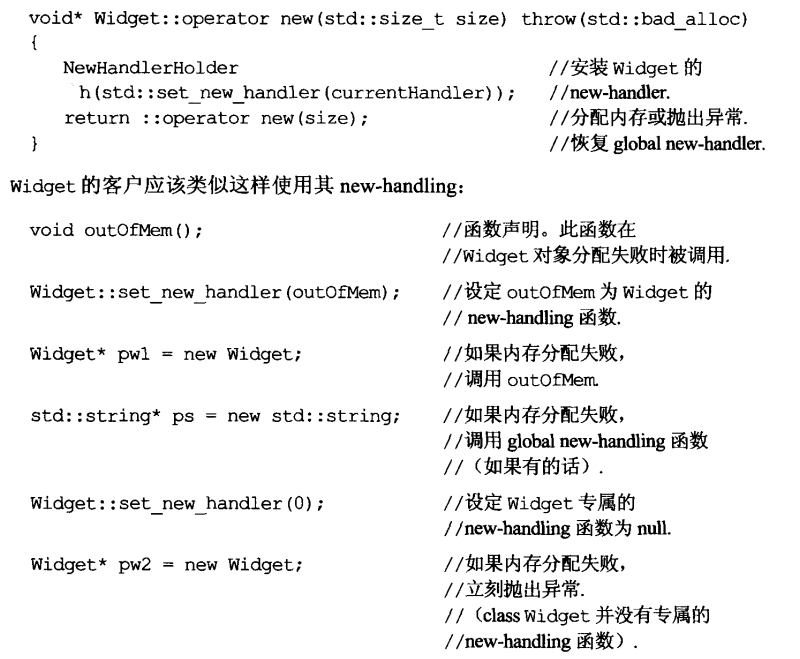 void* Widget::operator new(std::size_t size) throw(std::bad_alloc)
{
NewHandlerHolder //安装 Widget 的
h(std::set_new_handler(currentHandler)); //new-handler.
return ::operator new(size); //分配内存或抛出异常.
} //恢复 global new-handler.
Widget 的客户应该类似这样使用其 new-handling：
void outOfMem(); //函数声明。此函数在
//Widget 对象分配失败时被调用.
Widget::set_new_handler(outOfMem); //设定 outOfMem 为 Widget 的
// new-handling 函数.
Widget* pw1 = new Widget; //如果内存分配失败，
//调用 outOfMem.
std::string* ps = new std::string; //如果内存分配失败，
//调用 global new-handling 函数
//（如果有的话）.
Widget::set_new_handler(0); //设定 Widget 专属的
//new-handling 函数为 null.
Widget* pw2 = new Widget; //如果内存分配失败，
//立刻抛出异常.
//（class Widget 并没有专属的
//new-handling 函数）.